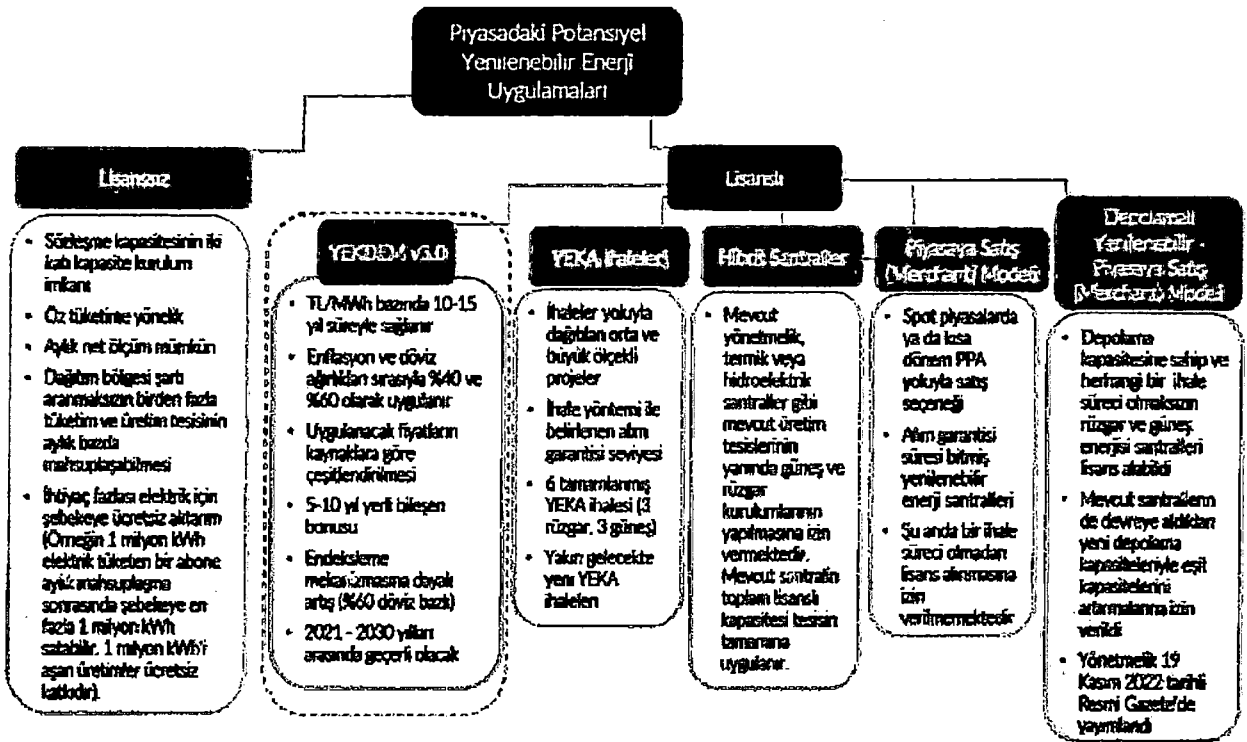 Piyasadaki Potansiyel
Yenilenebilir Enerji
Uygulamaları
Lisanssız
• Sözleşme kapasitesinin iki
katı kapasite kurulum
imkanı
• Öz tüketime yönelik
• Aylık net ölçüm mümkün
• Dağıtım bölgesi şartı
aranmaksızın birden fazla
tüketim ve üretim tesisinin
aylık bazda
mahsuplaşabilmesi
• İhtiyaç fazlası elektrik için
şebekeye ücretsiz aktarım
(Örneğin 1 milyon kWh
elektrik tüketen bir abone
aylık mahsuplaşma
sonrasında şebekeye en
fazla 1 milyon kWh
satabilir. 1 milyon kWh'i
aşan üretimler ücretsiz
katkıdır).
Lisanslı
YEKDEM v3.0
• TL/MWh bazında 10-15
yıl süreyle sağlanır
• Enflasyon ve döviz
ağırlıkları sırasıyla %40 ve
%60 olarak uygulanır
• Uygulanacak fiyatların
kaynaklara göre
çeşitlendirilmesi
• 5-10 yıl yerli bileşen
bonusu
• Endeksleme
mekanizmasına dayalı
artış (%60 döviz bazlı)
• 2021 - 2030 yılları
arasında geçerli olacak
YEKA İhaleleri
• İhaleler yoluyla
dağıtılan orta ve
büyük ölçekli
projeler
• İhale yöntemi ile
belirlenen alım
garantisi seviyesi
• 6 tamamlanmış
YEKA ihalesi (3
rüzgar, 3 güneş)
• Yakın gelecekte
yeni YEKA
ihaleleri
Hibrit Santraller
• Mevcut
yönetmelik,
termik veya
hidroelektrik
santraller gibi
mevcut üretim
tesislerinin
yanında güneş ve
rüzgar
kurulumlarının
yapılmasına izin
vermektedir.
Mevcut santralin
toplam lisanslı
kapasitesi tesisin
tamamına
uygulanır.
Piyasaya Satış
(Merchant) Modeli
• Spot piyasalarda
ya da kısa
dönem PPA
yoluyla satış
seçeneği
• Alım garantisi
süresi bitmiş
yenilenebilir
enerji santralleri
• Şu anda bir ihale
süreci olmadan
lisans alınmasına
izin
verilmemektedir
Depolamalı
Yenilenebilir -
Piyasaya Satış
(Merchant) Modeli
• Depolama
kapasitesine sahip ve
herhangi bir ihale
süreci olmaksızın
rüzgar ve güneş
enerjisi santralleri
lisans alabildi
• Mevcut santrallerin
de devreye aldıkları
yeni depolama
kapasiteleriyle eşit
kapasitelerini
artırmalarına izin
verildi
• Yönetmelik 19
Kasım 2022 tarihli
Resmi Gazete'de
yayımlandı